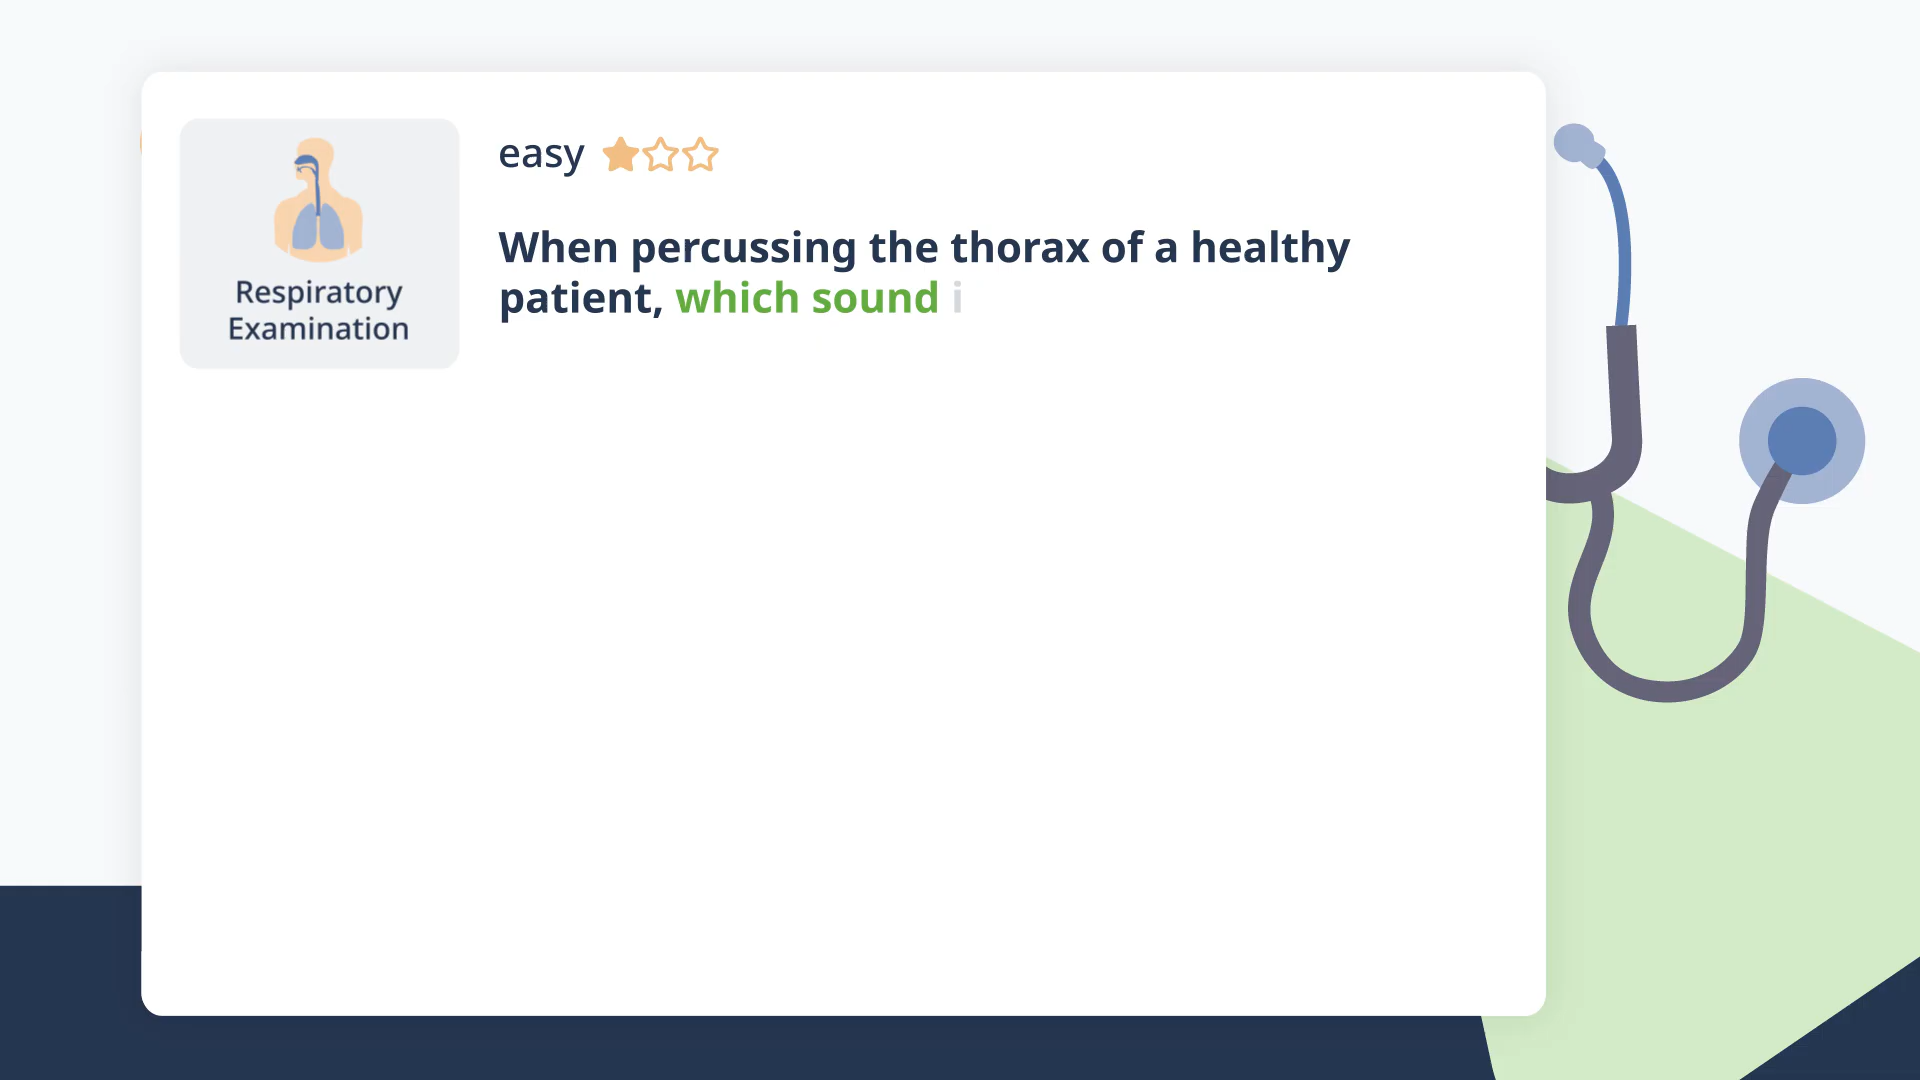 Respiratory
Examination
easy
When percussing the thorax of a healthy
patient, which sound i